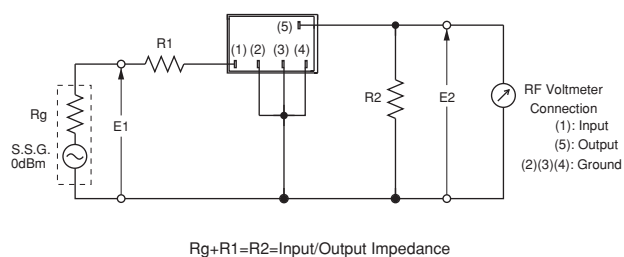 (5)
R1
(1) (2) (3) (4)
Rg
E1
R2
E2
RF Voltmeter
Connection
(1): Input
(5): Output
(2)(3)(4): Ground
S.S.G.
0dBm
Rg+R1=R2=Input/Output Impedance